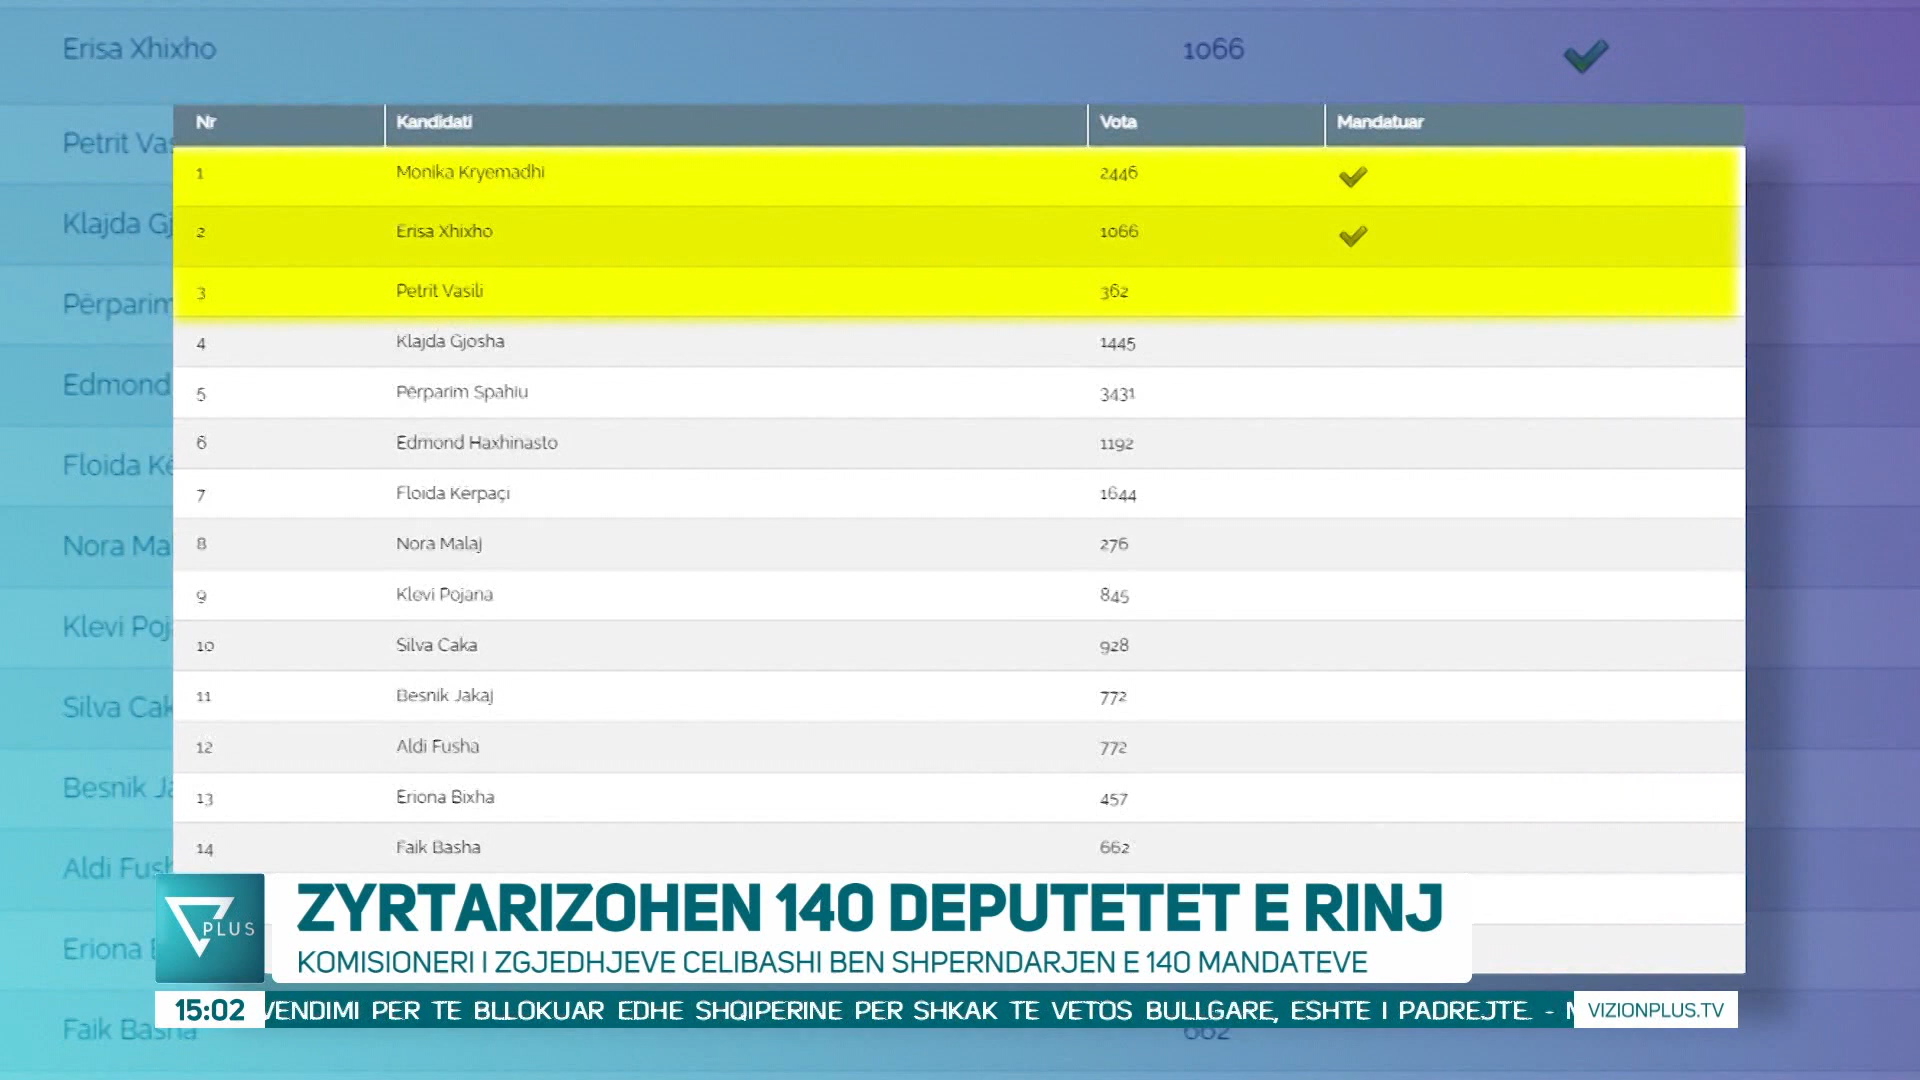 Erisa Xhixho 1066
Nr Kandidati Vota Mandatuar
1 Monika Kryemadhi 2446
2 Erisa Xhixho 1066
3 Petrit Vasili 362
4 Klajda Gjosha 1445
5 Përparim Spahiu 3431
6 Edmond Haxhinasto 1192
7 Floida Kërpaçi 1644
8 Nora Malaj 276
9 Klevi Pojana 845
10 Silva Caka 928
11 Besnik Jakaj 772
12 Aldi Fusha 772
13 Eriona Bixha 457
14 Faik Basha 662
Petrit
Klajda
Përparim
Edmond
Floida
Nora
Klevi
Silva
Besnik
Aldi
Eriona
Faik Basha 662
PLUS
ZYRTARIZOHEN 140 DEPUTETET E RINJ
KOMISIONERI I ZGJEDHJEVE CELIBASHI BEN SHPERNDARJEN E 140 MANDATEVE
15:02 VENDIMI PER TE BLLOKUAR EDHE SHQIPERINE PER SHKAK TE VETOS BULLGARE, ESHTE I PADREJTE. - VIZIONPLUS.TV